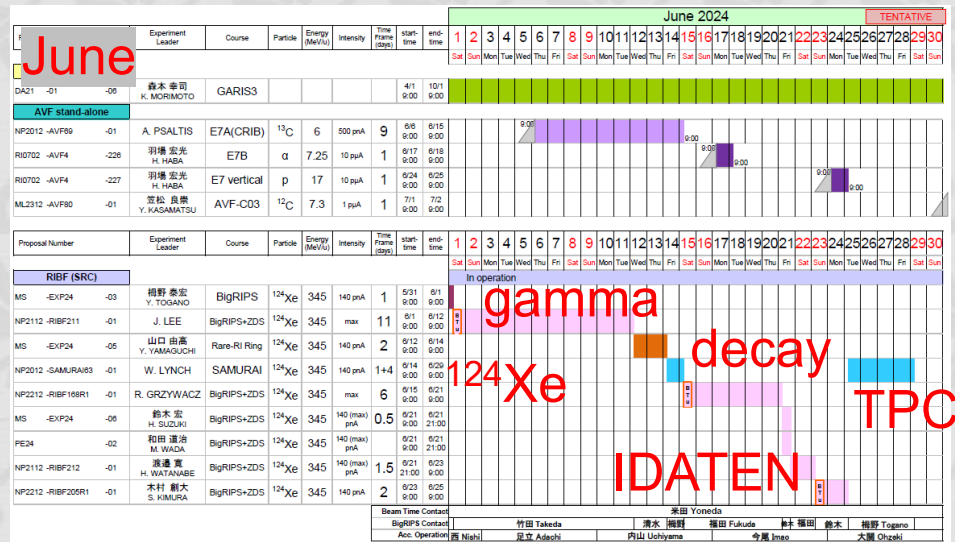 June 2024 TENTATIVE
June
Experiment Leader Course Particle Energy (MeV/u) Intensity Time Frame (days) start-time end-time 1 2 3 4 5 6 7 8 9 10 11 12 13 14 15 16 17 18 19 20 21 22 23 24 25 26 27 28 29 30
Sat Sun Mon Tue Wed Thu Fri Sat Sun Mon Tue Wed Thu Fri Sat Sun Mon Tue Wed Thu Fri Sat Sun Mon Tue Wed Thu Fri Sat Sun
DA21 -01 -06 森本 幸司 K. MORIMOTO GARIS3 4/1 9:00 10/1 9:00
AVF stand-alone
NP2012 -AVF69 -01 A. PSALTIS E7A(CRIB) 13C 6 500 pnA 9 6/6 9:00 6/15 9:00 9:00 9:00
RI0702 -AVF4 -226 羽場 宏光 H. HABA E7B α 7.25 10 pμA 1 6/17 9:00 6/18 9:00 9:00 9:00
RI0702 -AVF4 -227 羽場 宏光 H. HABA E7 vertical p 17 10 pμA 1 6/24 9:00 6/25 9:00 9:00 9:00
ML2312 -AVF80 -01 笠松 良崇 Y. KASAMATSU AVF-C03 12C 7.3 1 pμA 1 7/1 9:00 7/2 9:00
Proposal Number Experiment Leader Course Particle Energy (MeV/u) Intensity Time Frame (days) start-time end-time 1 2 3 4 5 6 7 8 9 10 11 12 13 14 15 16 17 18 19 20 21 22 23 24 25 26 27 28 29 30
Sat Sun Mon Tue Wed Thu Fri Sat Sun Mon Tue Wed Thu Fri Sat Sun Mon Tue Wed Thu Fri Sat Sun Mon Tue Wed Thu Fri Sat Sun
RIBF (SRC) In operation
MS -EXP24 -03 栂野 泰宏 Y. TOGANO BigRIPS 124Xe 345 140 pnA 1 5/31 9:00 6/1 9:00
gamma
NP2112 -RIBF211 -01 J. LEE BigRIPS+ZDS 124Xe 345 max 11 6/1 9:00 6/12 9:00 BTu
MS -EXP24 -05 山口 由高 Y. YAMAGUCHI Rare-RI Ring 124Xe 345 140 pnA 2 6/12 9:00 6/14 9:00
decay
NP2012 -SAMURAI63 -01 W. LYNCH SAMURAI 124Xe 345 140 pnA 1+4 6/14 9:00 6/29 9:00
124Xe
NP2212 -RIBF168R1 -01 R. GRZYWACZ BigRIPS+ZDS 124Xe 345 max 6 6/15 9:00 6/21 9:00 BTu
TPC
MS -EXP24 -06 鈴木 宏 H. SUZUKI BigRIPS+ZDS 124Xe 345 140 (max) pnA 0.5 6/21 9:00 6/21 21:00
PE24 -02 和田 道治 M. WADA BigRIPS+ZDS 124Xe 345 140 (max) pnA 6/21 9:00 6/21 21:00
IDATEN
NP2112 -RIBF212 -01 渡邉 寛 H. WATANABE BigRIPS+ZDS 124Xe 345 140 (max) pnA 1.5 6/21 21:00 6/23 9:00
NP2212 -RIBF205R1 -01 木村 創大 S. KIMURA BigRIPS+ZDS 124Xe 345 140 pnA 2 6/23 9:00 6/25 9:00 BTu
Beam Time Contact 米田 Yoneda
BigRIPS Contact 竹田 Takeda 清水 栂野 福田 Fukuda 鈴木 福田 鈴木 栂野 Togano
Acc. Operation 西 Nishi 足立 Adachi 内山 Uchiyama 今尾 Imao 大関 Ohzeki